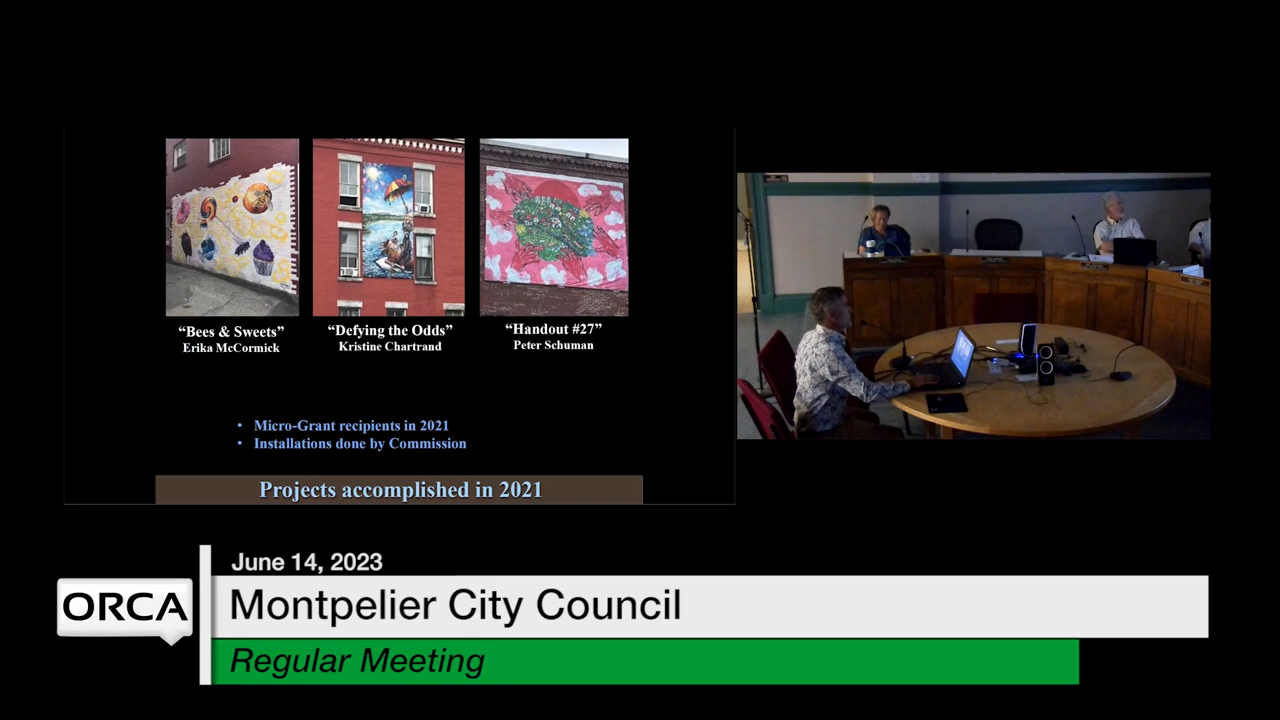 “Bees & Sweets”
Erika McCormick
“Defying the Odds”
Kristine Chartrand
“Handout #27”
Peter Schuman
• Micro-Grant recipients in 2021
• Installations done by Commission
Projects accomplished in 2021
June 14, 2023
ORCA
Montpelier City Council
Regular Meeting